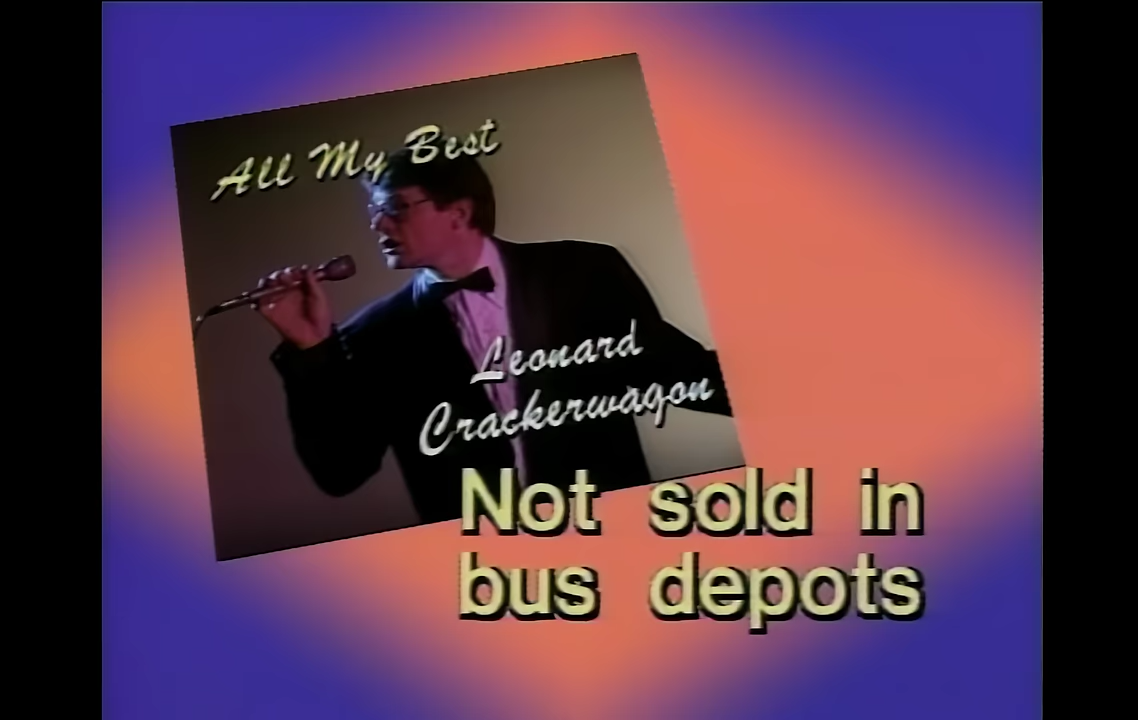 All My Best
Leonard
Crackerwagon
Not sold in
bus depots